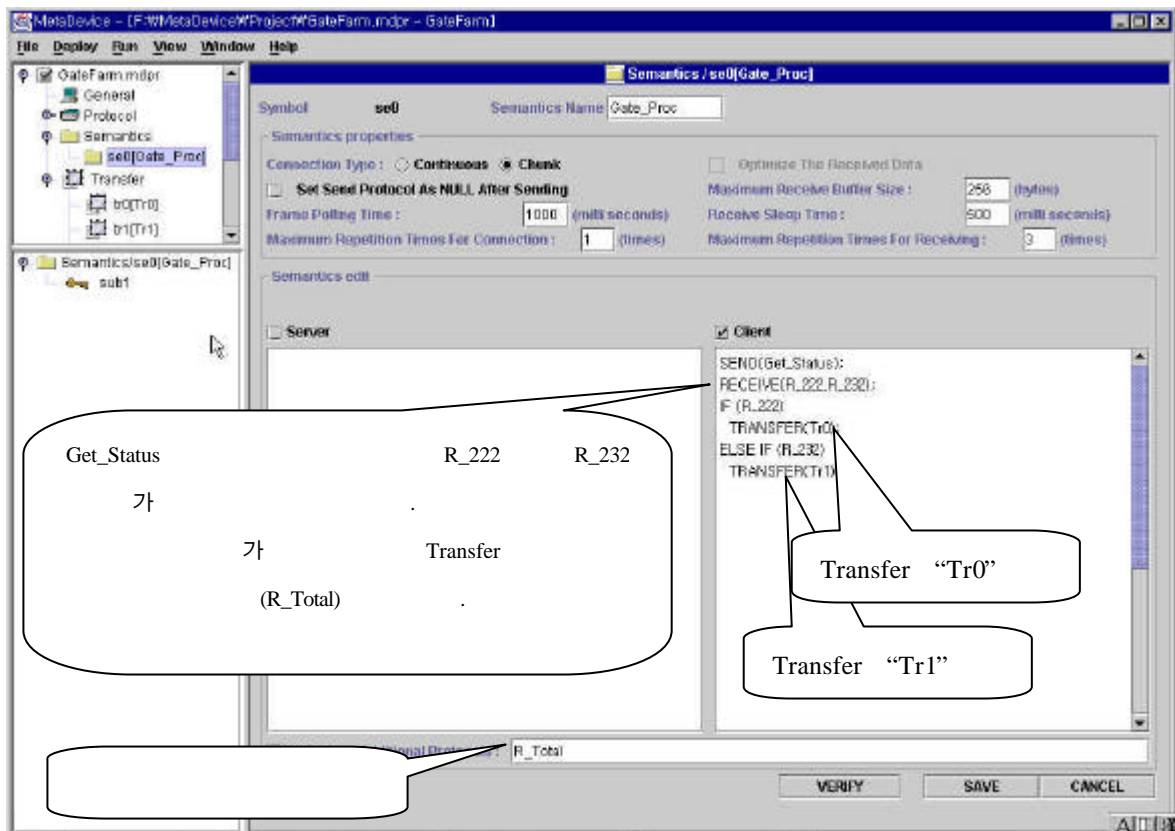 MetaDevice - [F:₩MetaDevice₩Project₩GateFarm.mdpr - GateFarm]
File Deploy Run View Window Help
GateFarm.mdpr
General
Protocol
Semantics
se0[Gate_Proc]
Transfer
tr0[Tr0]
tr1[Tr1]
Semantics/se0[Gate_Proc]
sub1
Semantics / se0[Gate_Proc]
Symbol se0 Semantics Name Gate_Proc
Semantics properties
Connection Type : Continuous Chunk
Optimize The Received Data
Set Send Protocol As NULL After Sending
Maximum Receive Buffer Size : 256 (bytes)
Frame Polling Time : 1000 (milli seconds)
Receive Sleep Time : 500 (milli seconds)
Maximum Repetition Times For Connection : 1 (times)
Maximum Repetition Times For Receiving : 3 (times)
Semantics edit
Server
Client
SEND(Get_Status);
RECEIVE(R_222,R_232);
IF (R_222)
TRANSFER(Tr0);
ELSE IF (R_232)
TRANSFER(Tr1)
Get_Status R_222 R_232
가 .
가 Transfer
(R_Total) .
Transfer “Tr0”
Transfer “Tr1”
R_Total
VERIFY SAVE CANCEL